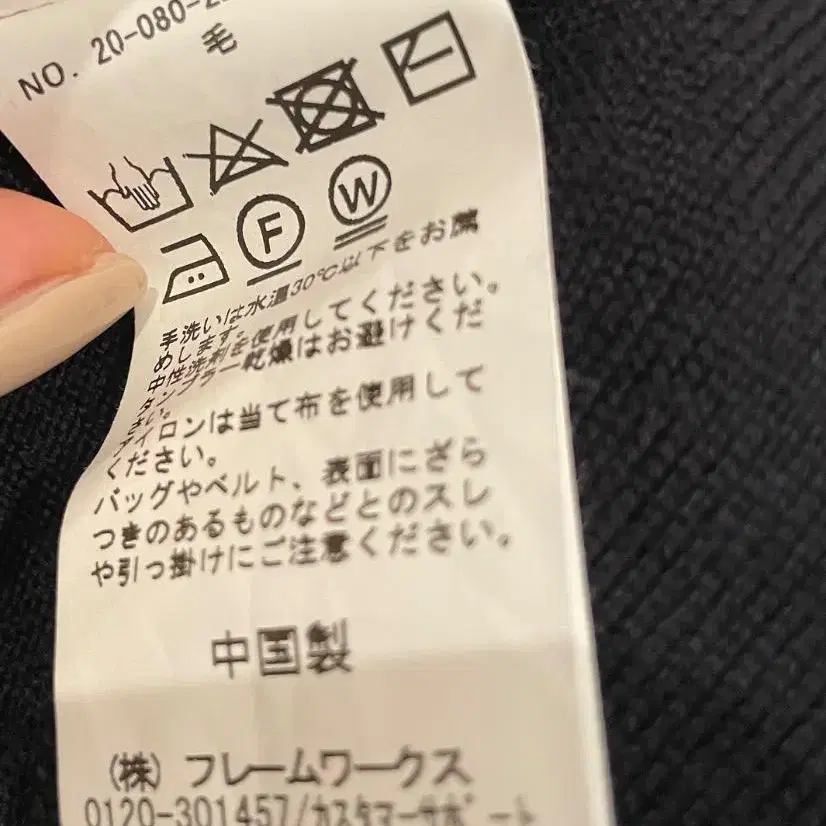 NO. 20-080-2
毛
F
W
手洗いは水温30℃以下をお薦
めします。
中性洗剤を使用してください。
タンブラー乾燥はお避けくだ
さい。
アイロンは当て布を使用して
ください。
バッグやベルト、表面にざら
つきのあるものなどとのスレ
や引っ掛けにご注意ください。
中国製
(株) フレームワークス
0120-301457/カスタマーサポート